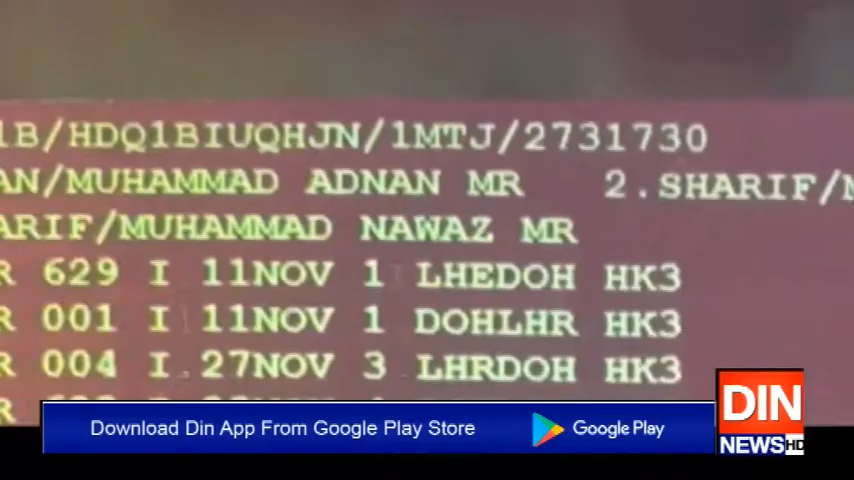 1B/HDQ1BIUQHJN/1MTJ/2731730
AN/MUHAMMAD ADNAN MR 2.SHARIF/M
ARIF/MUHAMMAD NAWAZ MR
R 629 I 11NOV 1 LHEDOH HK3
R 001 I 11NOV 1 DOHLHR HK3
R 004 I 27NOV 3 LHRDOH HK3
R
Download Din App From Google Play Store
Google Play
DIN
NEWS HD